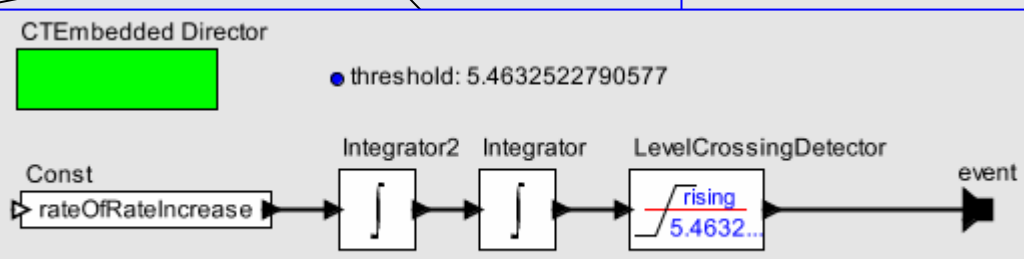 CTEmbedded Director
threshold: 5.4632522790577
Integrator2
Integrator
LevelCrossingDetector
Const
event
rateOfRateIncrease
∫
∫
rising
5.4632...